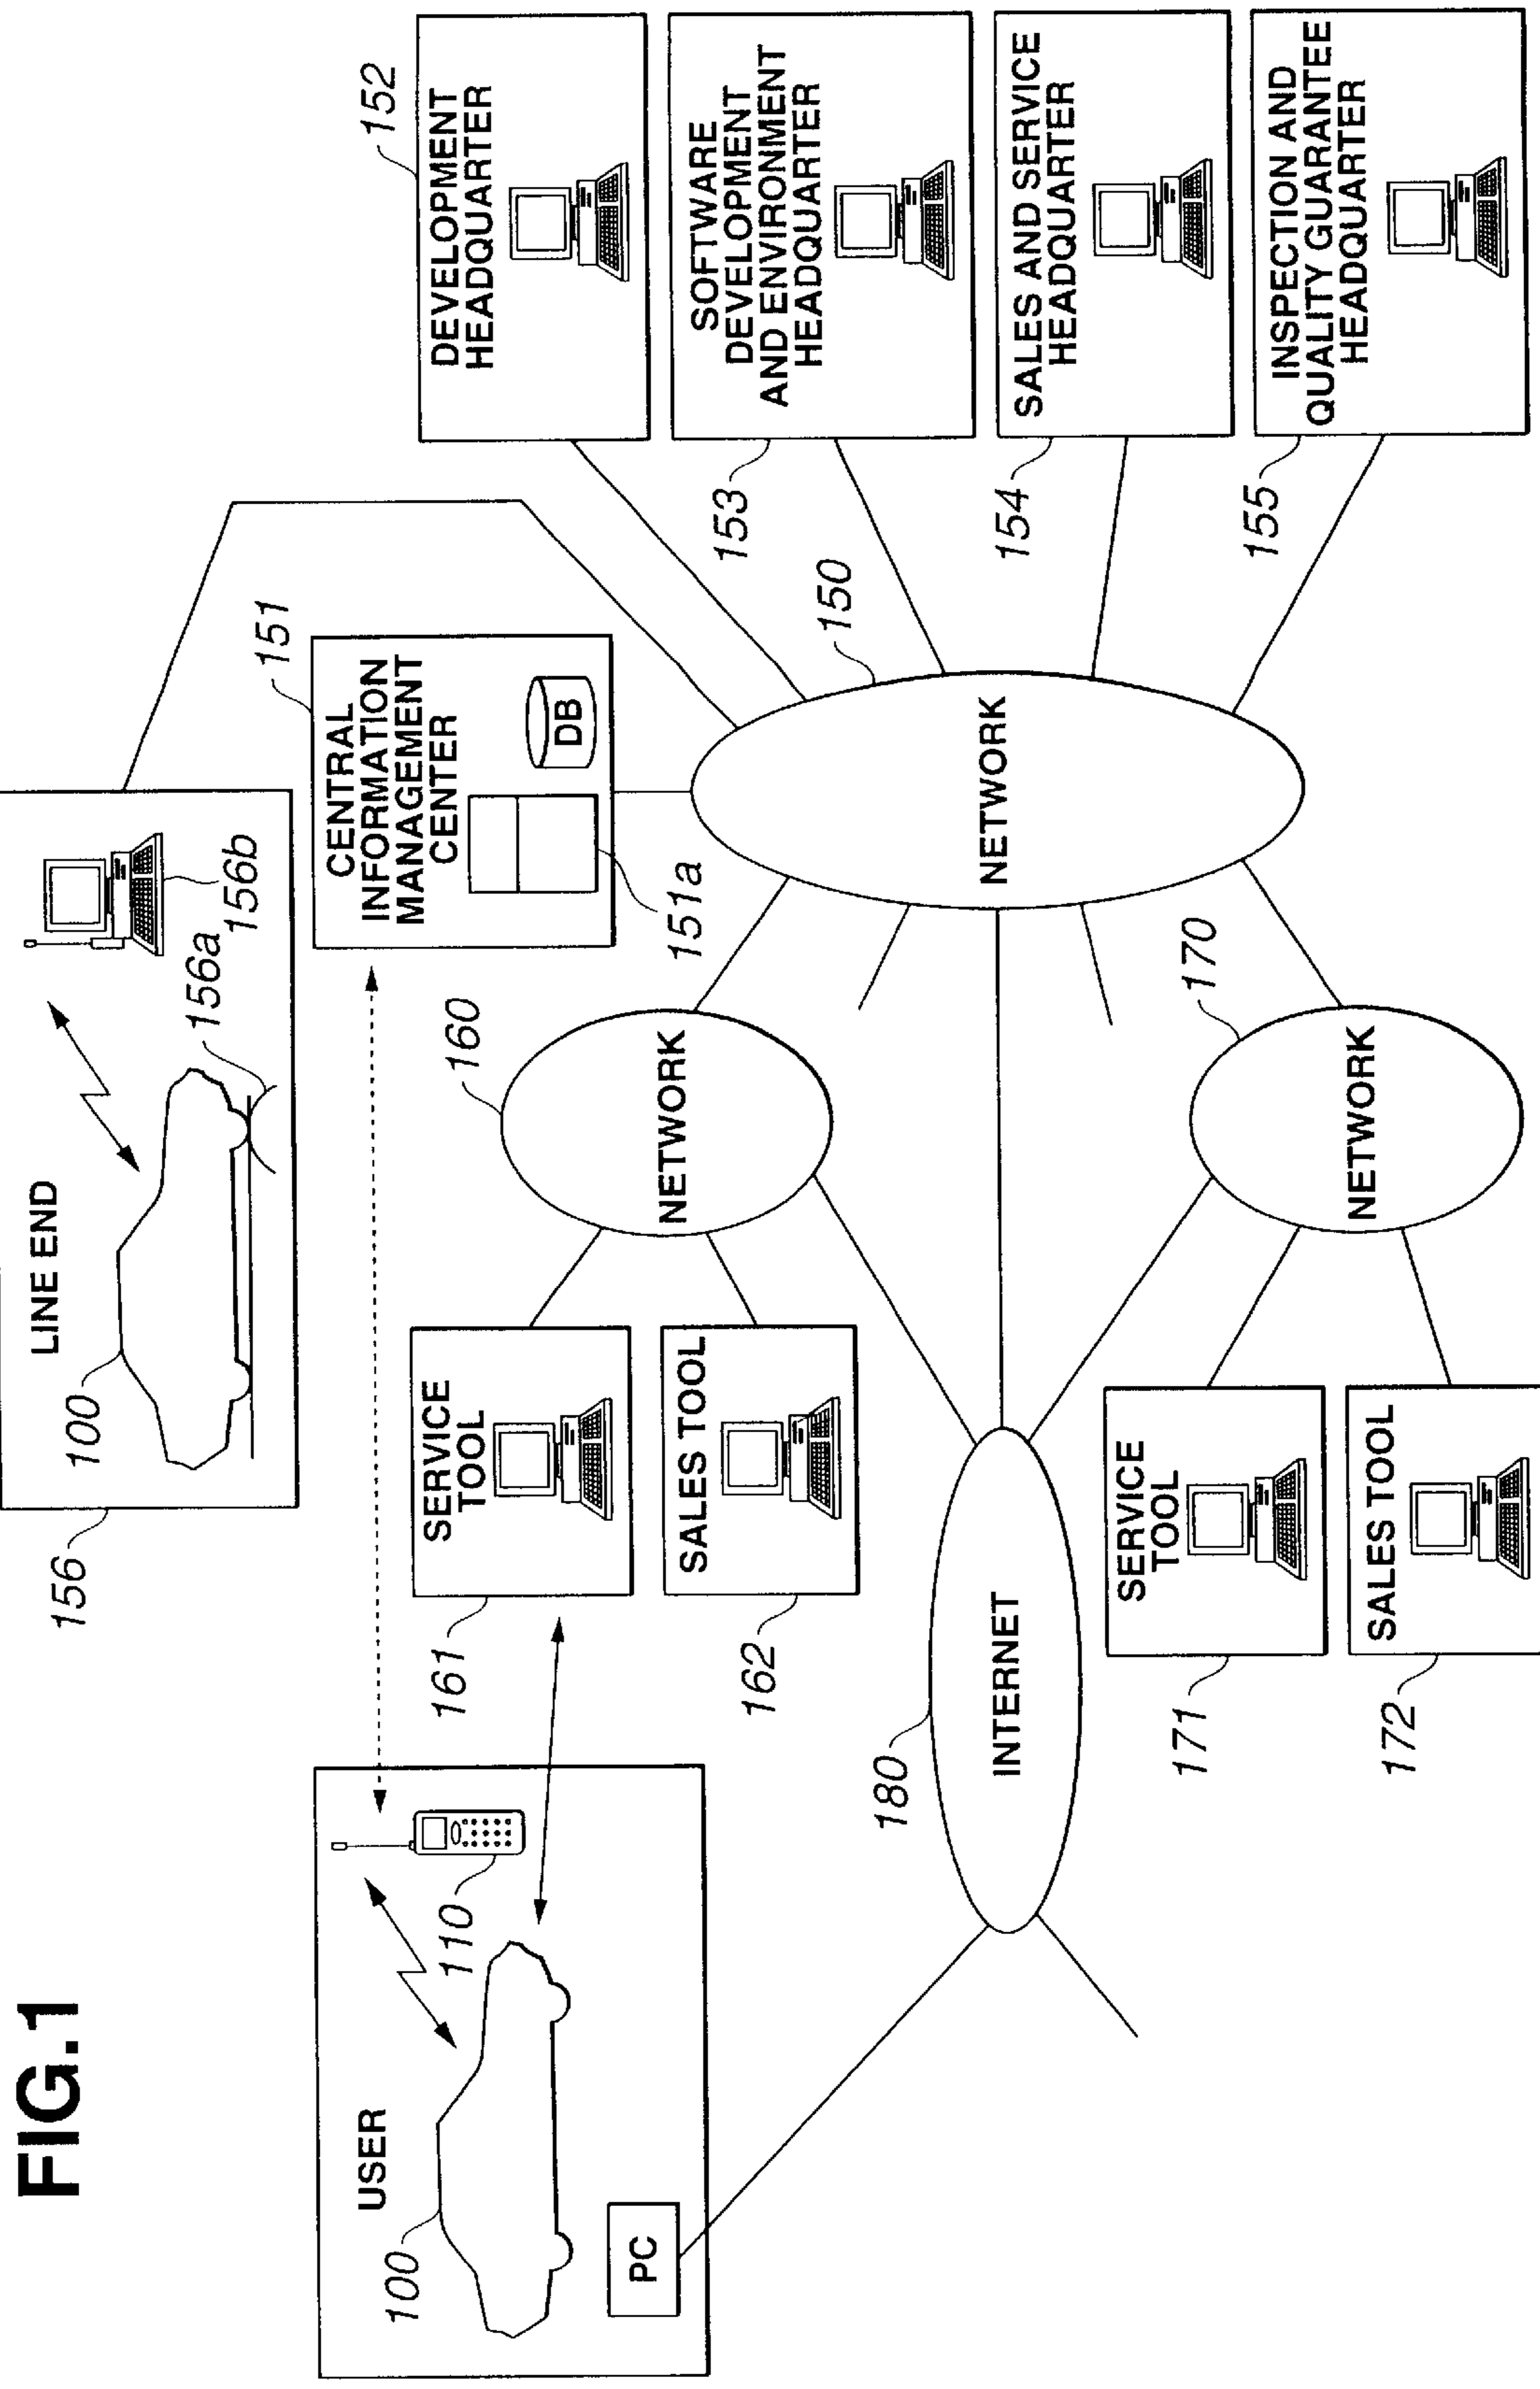 FIG.1
156
LINE END
100
156a
156b
151
CENTRAL
INFORMATION
MANAGEMENT
CENTER
DB
151a
152
DEVELOPMENT
HEADQUARTER
153
SOFTWARE
DEVELOPMENT
AND ENVIRONMENT
HEADQUARTER
154
SALES AND SERVICE
HEADQUARTER
155
INSPECTION AND
QUALITY GUARANTEE
HEADQUARTER
150
NETWORK
160
NETWORK
170
NETWORK
USER
100
110
PC
161
SERVICE
TOOL
162
SALES TOOL
180
INTERNET
171
SERVICE
TOOL
172
SALES TOOL